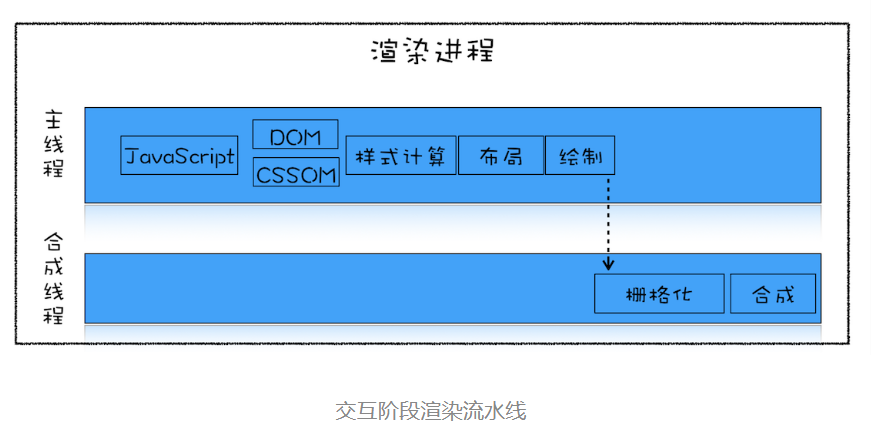 渲染进程
主线程
JavaScript
DOM
CSSOM
样式计算
布局
绘制
合成线程
栅格化
合成
交互阶段渲染流水线